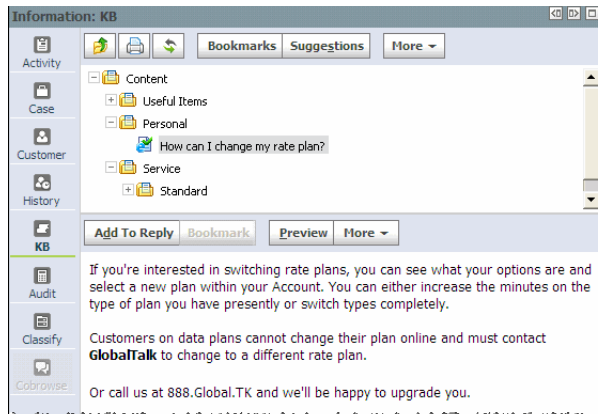 Information: KB
Bookmarks Suggestions More
Activity
Case
Customer
History
KB
Audit
Classify
Cobrowse
Content
Useful Items
Personal
How can I change my rate plan?
Service
Standard
Add To Reply Bookmark Preview More
If you're interested in switching rate plans, you can see what your options are and
select a new plan within your Account. You can either increase the minutes on the
type of plan you have presently or switch types completely.
Customers on data plans cannot change their plan online and must contact
GlobalTalk to change to a different rate plan.
Or call us at 888.Global.TK and we'll be happy to upgrade you.